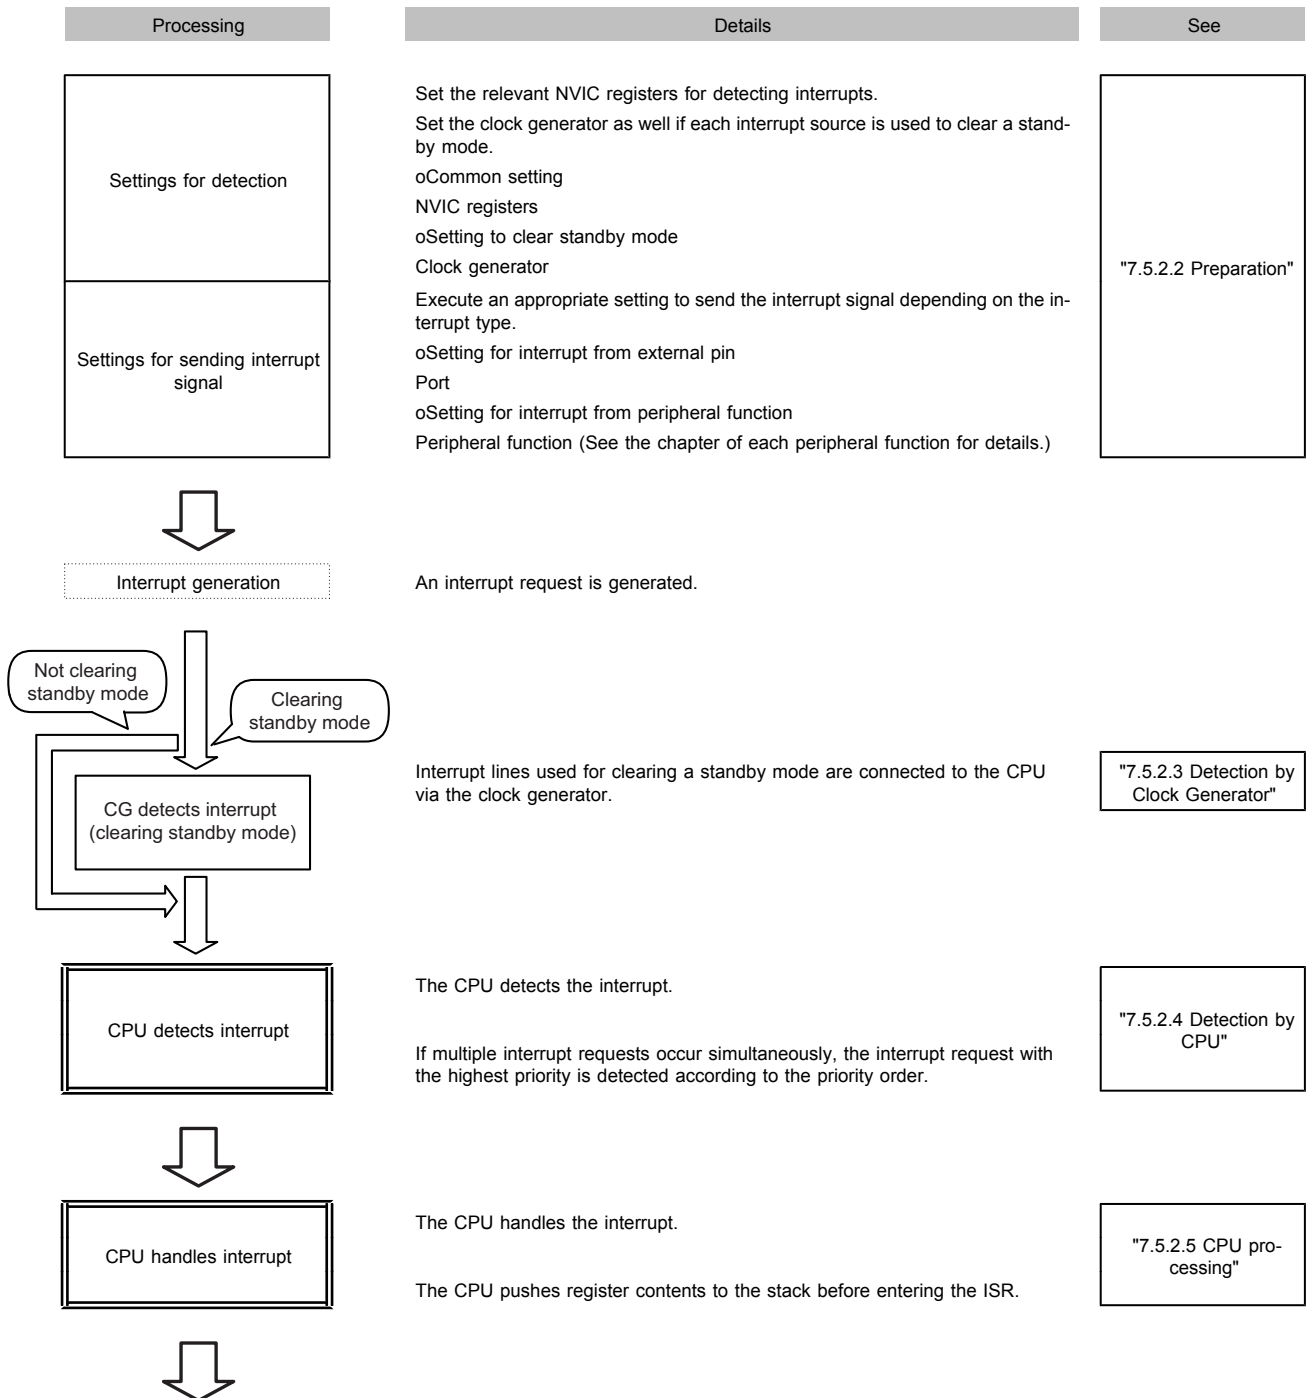 Processing
Details
See
Settings for detection
Set the relevant NVIC registers for detecting interrupts.
Set the clock generator as well if each interrupt source is used to clear a stand-
by mode.
oCommon setting
NVIC registers
oSetting to clear standby mode
Clock generator
"7.5.2.2 Preparation"
Settings for sending interrupt
signal
Execute an appropriate setting to send the interrupt signal depending on the in-
terrupt type.
oSetting for interrupt from external pin
Port
oSetting for interrupt from peripheral function
Peripheral function (See the chapter of each peripheral function for details.)
Interrupt generation
An interrupt request is generated.
Not clearing
standby mode
Clearing
standby mode
CG detects interrupt
(clearing standby mode)
Interrupt lines used for clearing a standby mode are connected to the CPU
via the clock generator.
"7.5.2.3 Detection by
Clock Generator"
CPU detects interrupt
The CPU detects the interrupt.
If multiple interrupt requests occur simultaneously, the interrupt request with
the highest priority is detected according to the priority order.
"7.5.2.4 Detection by
CPU"
CPU handles interrupt
The CPU handles the interrupt.
The CPU pushes register contents to the stack before entering the ISR.
"7.5.2.5 CPU pro-
cessing"